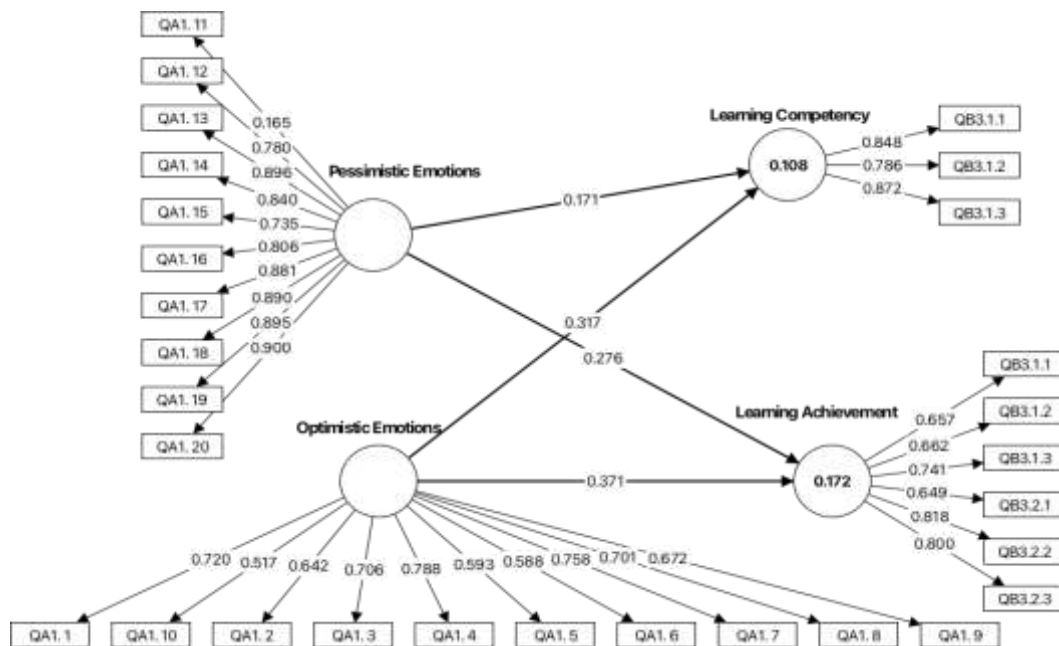 QA1. 11
QA1. 12
QA1. 13
QA1. 14
QA1. 15
QA1. 16
QA1. 17
QA1. 18
QA1. 19
QA1. 20
0.165
0.780
0.896
0.840
0.735
0.806
0.881
0.890
0.895
0.900
Pessimistic Emotions
Learning Competency
0.108
0.848
0.786
0.872
QB3.1.1
QB3.1.2
QB3.1.3
0.171
0.317
0.276
0.371
Optimistic Emotions
Learning Achievement
0.172
0.657
0.662
0.741
0.649
0.818
0.800
QB3.1.1
QB3.1.2
QB3.1.3
QB3.2.1
QB3.2.2
QB3.2.3
0.720
0.517
0.642
0.706
0.788
0.593
0.588
0.758
0.701
0.672
QA1. 1
QA1. 10
QA1. 2
QA1. 3
QA1. 4
QA1. 5
QA1. 6
QA1. 7
QA1. 8
QA1. 9